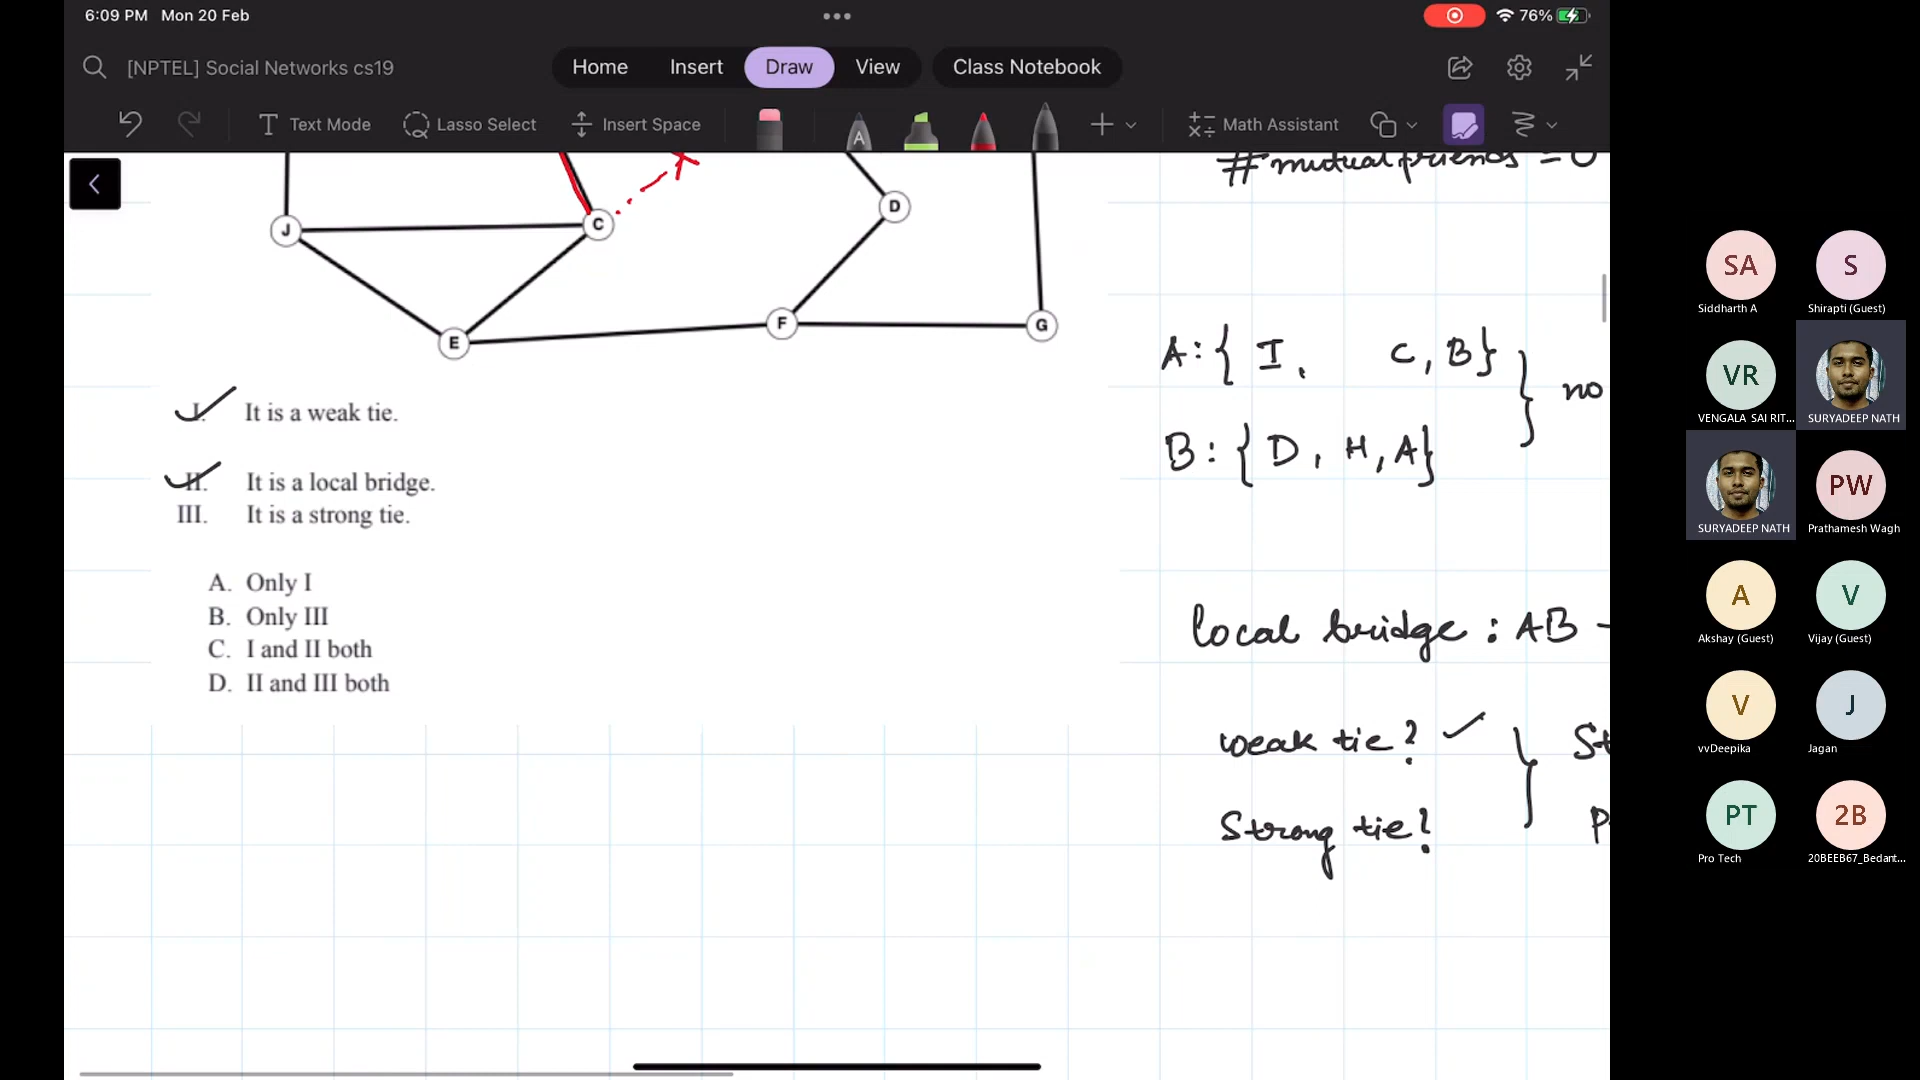 6:09 PM Mon 20 Feb
76%
[NPTEL] Social Networks cs19
Home Insert Draw View Class Notebook
Text Mode Lasso Select Insert Space A Math Assistant
#mutualfriends = 0
D
J
C
F
G
E
A: { I, C, B}
no
B: { D, H, A}
I. It is a weak tie.
II. It is a local bridge.
III. It is a strong tie.
A. Only I
B. Only III
C. I and II both
D. II and III both
local bridge : AB -
weak tie? ✓
St
Strong tie?
P
SA
Siddharth A
S
Shirapti (Guest)
VR
VENGALA SAI RIT...
SURYADEEP NATH
SURYADEEP NATH
PW
Prathamesh Wagh
A
Akshay (Guest)
V
Vijay (Guest)
V
vvDeepika
J
Jagan
PT
Pro Tech
2B
20BEEB67_Bedant...